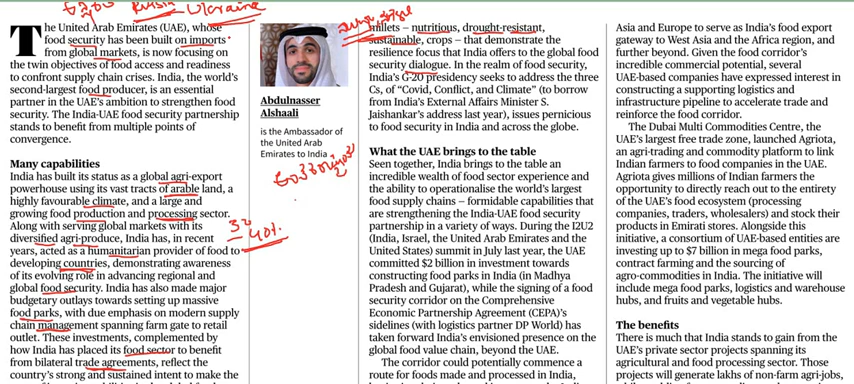 Russia Ukraine
The United Arab Emirates (UAE), whose
food security has been built on imports
from global markets, is now focusing on
the twin objectives of food access and readiness
to confront supply chain crises. India, the world's
second-largest food producer, is an essential
partner in the UAE's ambition to strengthen food
security. The India-UAE food security partnership
stands to benefit from multiple points of
convergence.
Many capabilities
India has built its status as a global agri-export
powerhouse using its vast tracts of arable land, a
highly favourable climate, and a large and
growing food production and processing sector.
Along with serving global markets with its
diversified agri-produce, India has, in recent
years, acted as a humanitarian provider of food to
developing countries, demonstrating awareness
of its evolving role in advancing regional and
global food security. India has also made major
budgetary outlays towards setting up massive
food parks, with due emphasis on modern supply
chain management spanning farm gate to retail
outlet. These investments, complemented by
how India has placed its food sector to benefit
from bilateral trade agreements, reflect the
country's strong and sustained intent to make the
40%
Abdulnasser
Alshaali
is the Ambassador of
the United Arab
Emirates to India
millets – nutritious, drought-resistant,
sustainable, crops – that demonstrate the
resilience focus that India offers to the global food
security dialogue. In the realm of food security,
India's G-20 presidency seeks to address the three
Cs, of "Covid, Conflict, and Climate" (to borrow
from India's External Affairs Minister S.
Jaishankar's address last year), issues pernicious
to food security in India and across the globe.
What the UAE brings to the table
Seen together, India brings to the table an
incredible wealth of food sector experience and
the ability to operationalise the world's largest
food supply chains – formidable capabilities that
are strengthening the India-UAE food security
partnership in a variety of ways. During the I2U2
(India, Israel, the United Arab Emirates and the
United States) summit in July last year, the UAE
committed $2 billion in investment towards
constructing food parks in India (in Madhya
Pradesh and Gujarat), while the signing of a food
security corridor on the Comprehensive
Economic Partnership Agreement (CEPA)'s
sidelines (with logistics partner DP World) has
taken forward India's envisioned presence on the
global food value chain, beyond the UAE.
The corridor could potentially commence a
route for foods made and processed in India,
Asia and Europe to serve as India's food export
gateway to West Asia and the Africa region, and
further beyond. Given the food corridor's
incredible commercial potential, several
UAE-based companies have expressed interest in
constructing a supporting logistics and
infrastructure pipeline to accelerate trade and
reinforce the food corridor.
The Dubai Multi Commodities Centre, the
UAE's largest free trade zone, launched Agriota,
an agri-trading and commodity platform to link
Indian farmers to food companies in the UAE.
Agriota gives millions of Indian farmers the
opportunity to directly reach out to the entirety
of the UAE's food ecosystem (processing
companies, traders, wholesalers) and stock their
products in Emirati stores. Alongside this
initiative, a consortium of UAE-based entities are
investing up to $7 billion in mega food parks,
contract farming and the sourcing of
agro-commodities in India. The initiative will
include mega food parks, logistics and warehouse
hubs, and fruits and vegetable hubs.
The benefits
There is much that India stands to gain from the
UAE's private sector projects spanning its
agricultural and food processing sector. Those
projects will generate lakhs of non-farm agri-jobs,